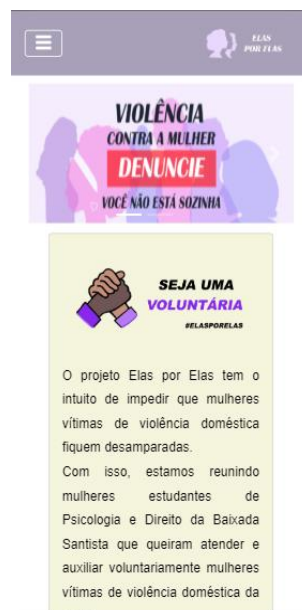 ELAS
POR ELAS
VIOLÊNCIA
CONTRA A MULHER
DENUNCIE
VOCÊ NÃO ESTÁ SOZINHA
SEJA UMA
VOLUNTÁRIA
#ELASPORELAS
O projeto Elas por Elas tem o
intuito de impedir que mulheres
vítimas de violência doméstica
fiquem desamparadas.
Com isso, estamos reunindo
mulheres estudantes de
Psicologia e Direito da Baixada
Santista que queiram atender e
auxiliar voluntariamente mulheres
vítimas de violência doméstica da